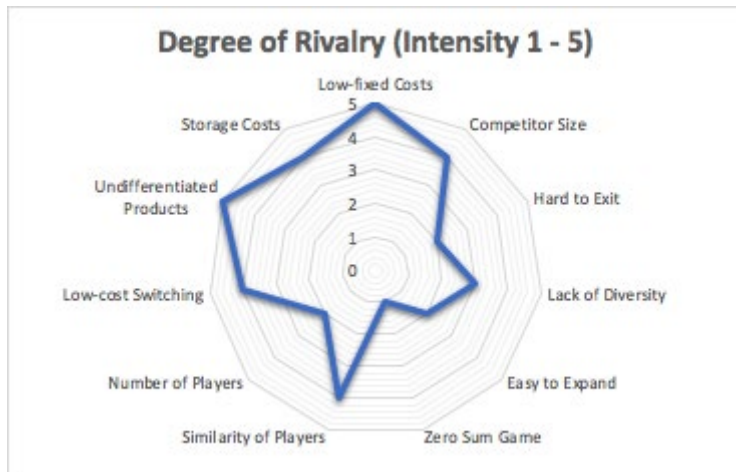 Degree of Rivalry (Intensity 1 - 5)
Low-fixed Costs
Storage Costs
Competitor Size
Undifferentiated
Products
Hard to Exit
Low-cost Switching
Lack of Diversity
Number of Players
Easy to Expand
Similarity of Players
Zero Sum Game
5
4
3
2
1
0